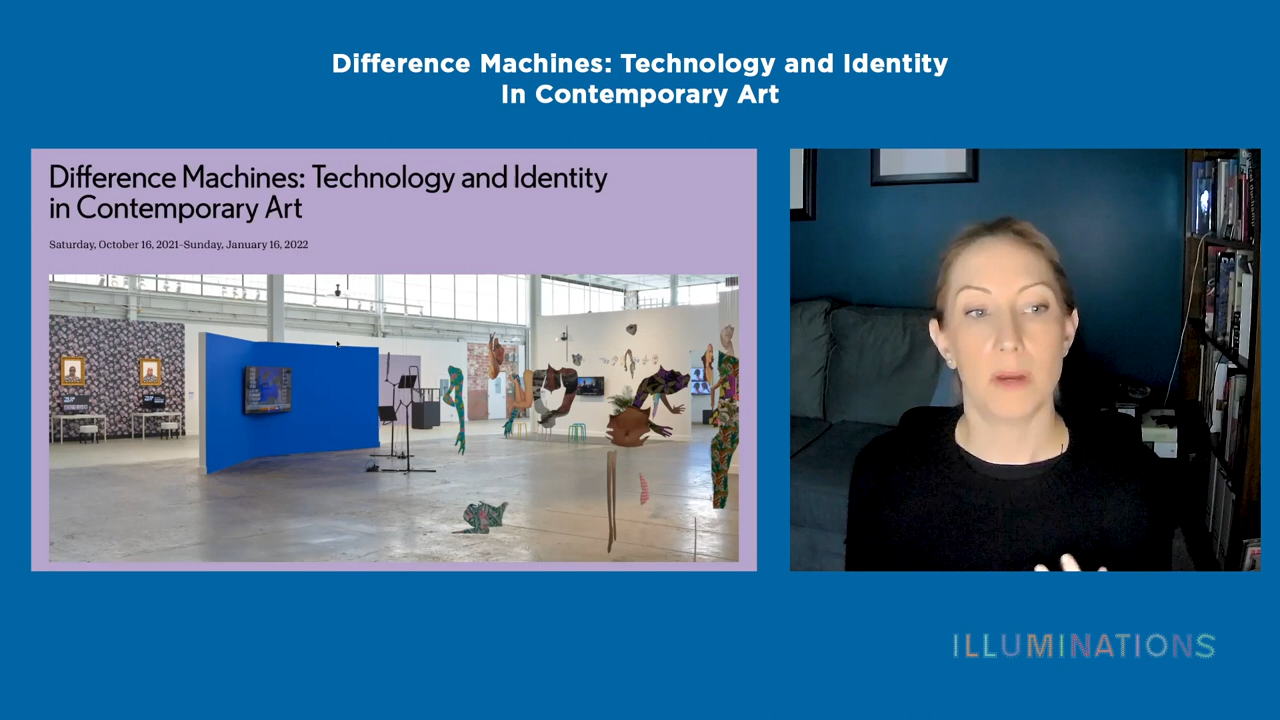 Difference Machines: Technology and Identity
In Contemporary Art
Difference Machines: Technology and Identity
in Contemporary Art
Saturday, October 16, 2021–Sunday, January 16, 2022
ILLUMINATIONS